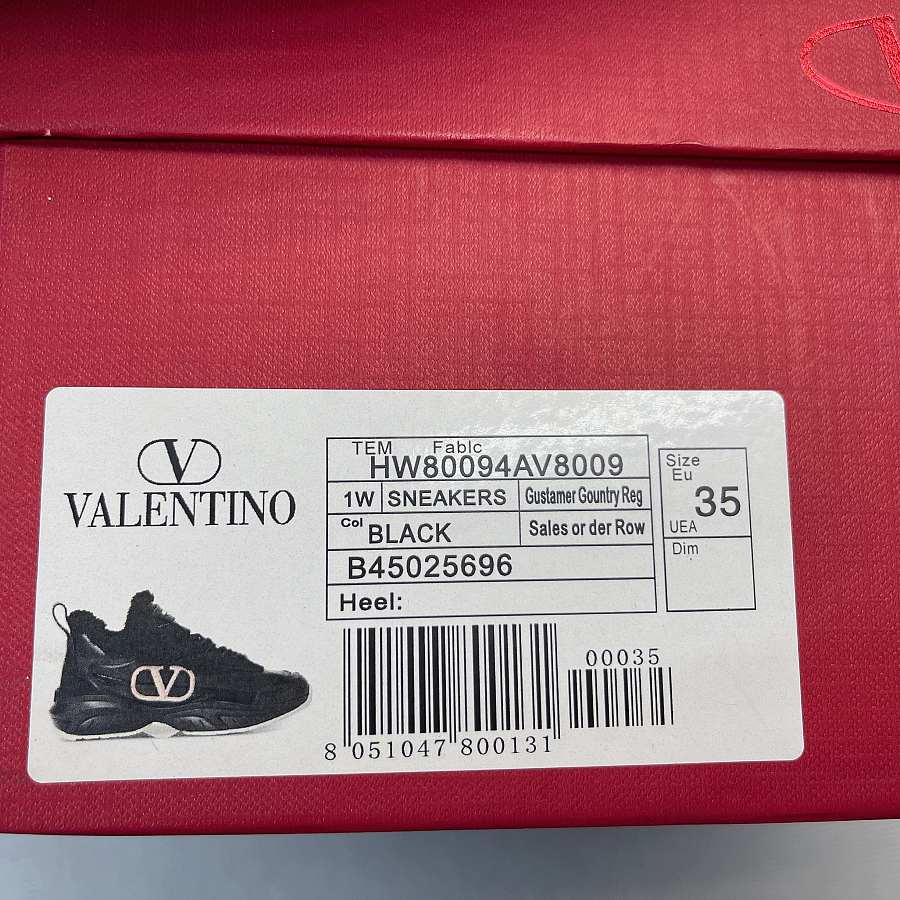 V
VALENTINO
TEM Fablc
HW80094AV8009
1W SNEAKERS Gustamer Gountry Reg
Col BLACK Sales or der Row
B45025696
Heel:
Size
Eu
35
UEA
Dim
V
00035
8 051047 800131